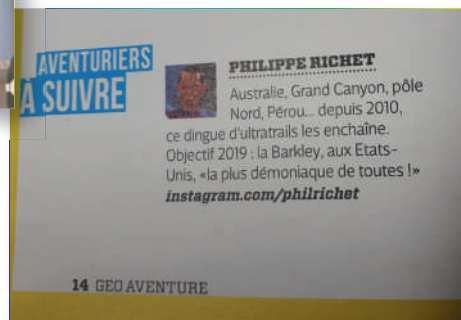 AVENTURIERS
À SUIVRE
PHILIPPE RICHET
Australie, Grand Canyon, pôle
Nord, Pérou... depuis 2010,
ce dingue d'ultratrails les enchaîne.
Objectif 2019 : la Barkley, aux Etats-
Unis, «la plus démoniaque de toutes !»
instagram.com/philrichet
14 GEO AVENTURE